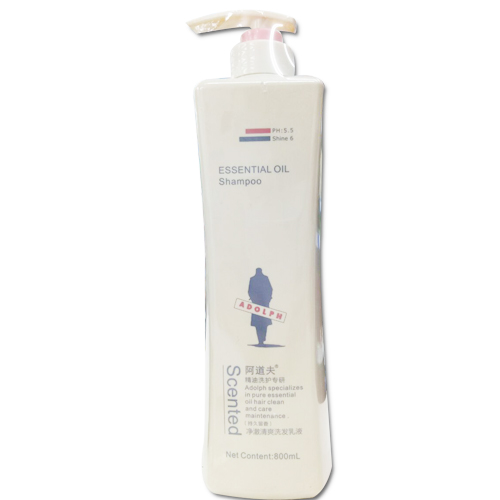 PH:5.5
Shine 6
ESSENTIAL OIL
Shampoo
ADOLPH
Scented
阿道夫®
精油洗护专研
Adolph specializes
in pure essential
oil hair clean
and care
maintenance.
净屑清爽洗发乳液
Net Content:800mL